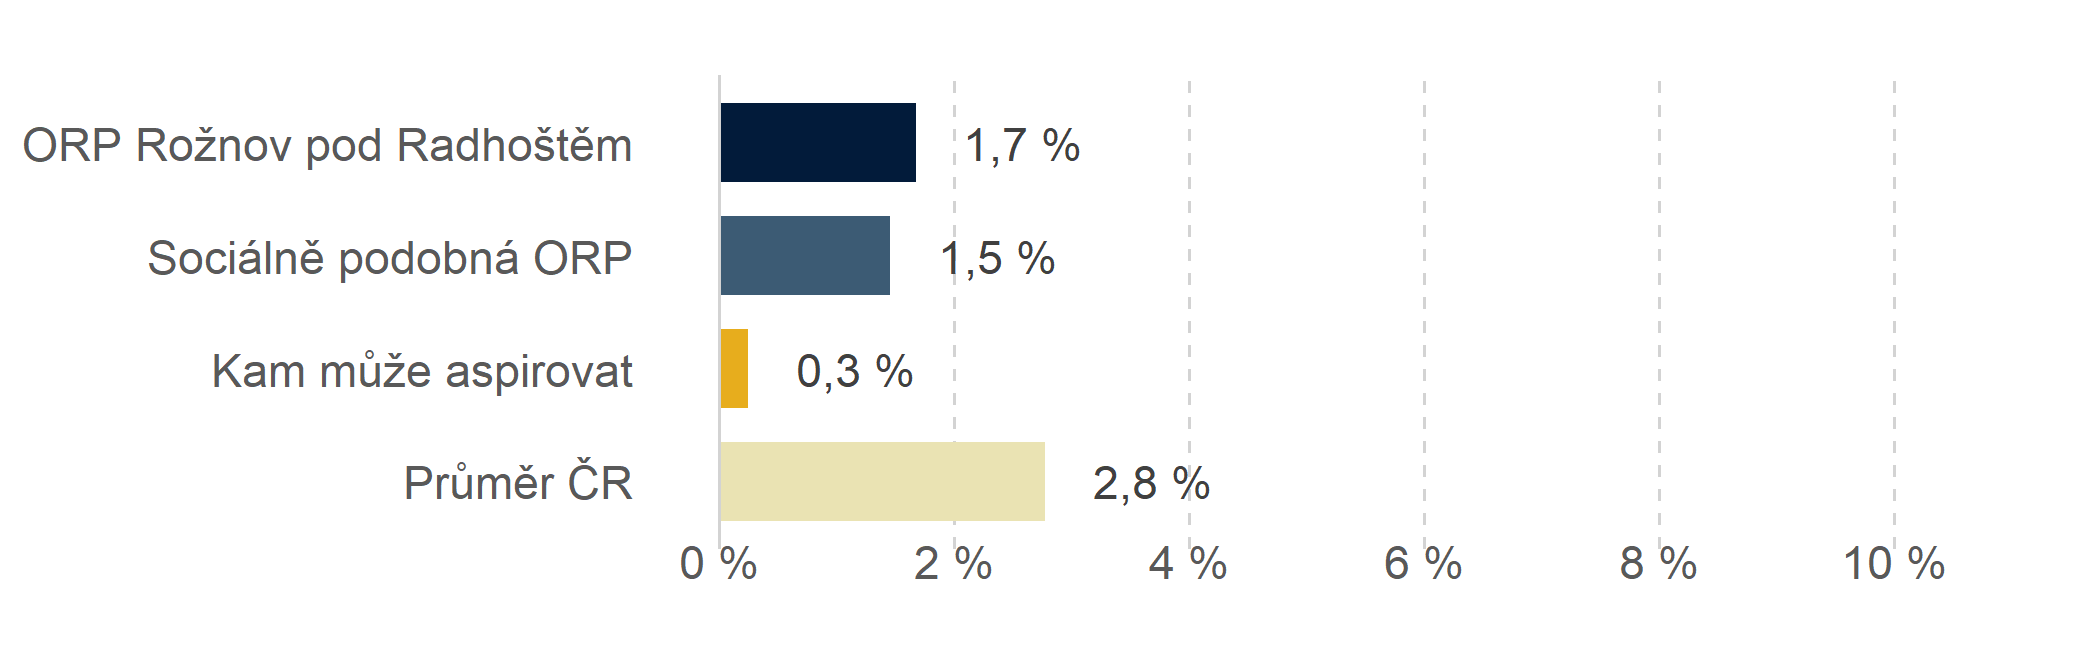 ORP Rožnov pod Radhoštěm 1,7 %
Sociálně podobná ORP 1,5 %
Kam může aspirovat 0,3 %
Průměr ČR 2,8 %
0 % 2 % 4 % 6 % 8 % 10 %